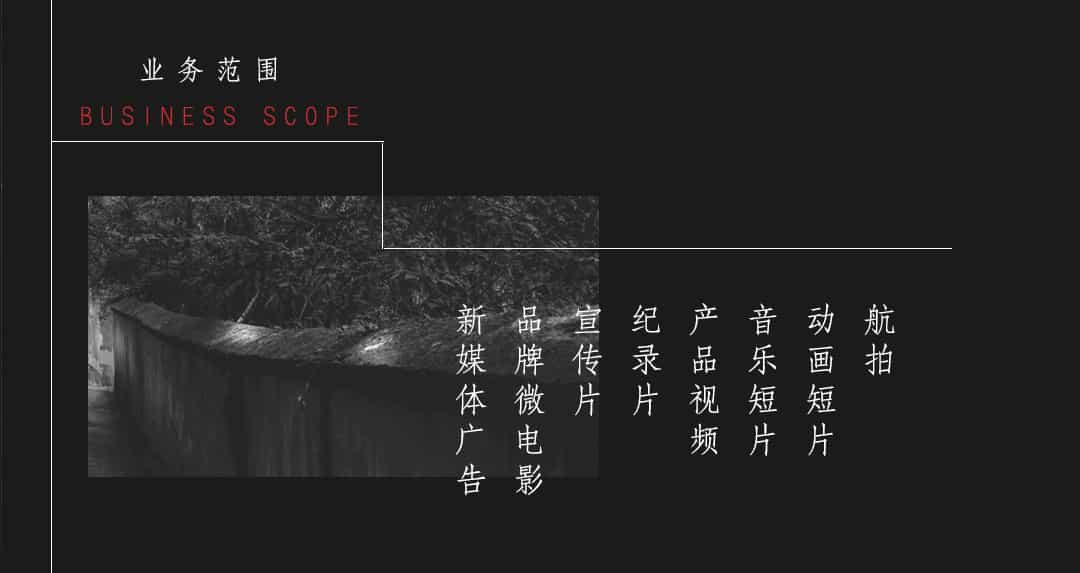 业务范围
BUSINESS SCOPE
新媒体广告
品牌微电影
宣传片
纪录片
产品视频
音乐短片
动画短片
航拍